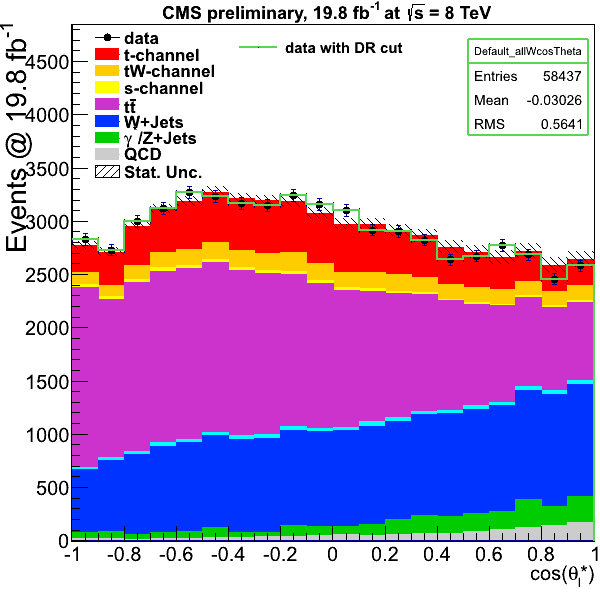 CMS preliminary, 19.8 fb⁻¹ at √s = 8 TeV
Events @ 19.8 fb⁻¹
data
t-channel
tW-channel
s-channel
tt̄
W+Jets
γ/Z+Jets
QCD
Stat. Unc.
data with DR cut
Default_allWcosTheta
Entries 58437
Mean -0.03026
RMS 0.5641
4500
4000
3500
3000
2500
2000
1500
1000
500
0
-1 -0.8 -0.6 -0.4 -0.2 0 0.2 0.4 0.6 0.8 1
cos(θₗ*)